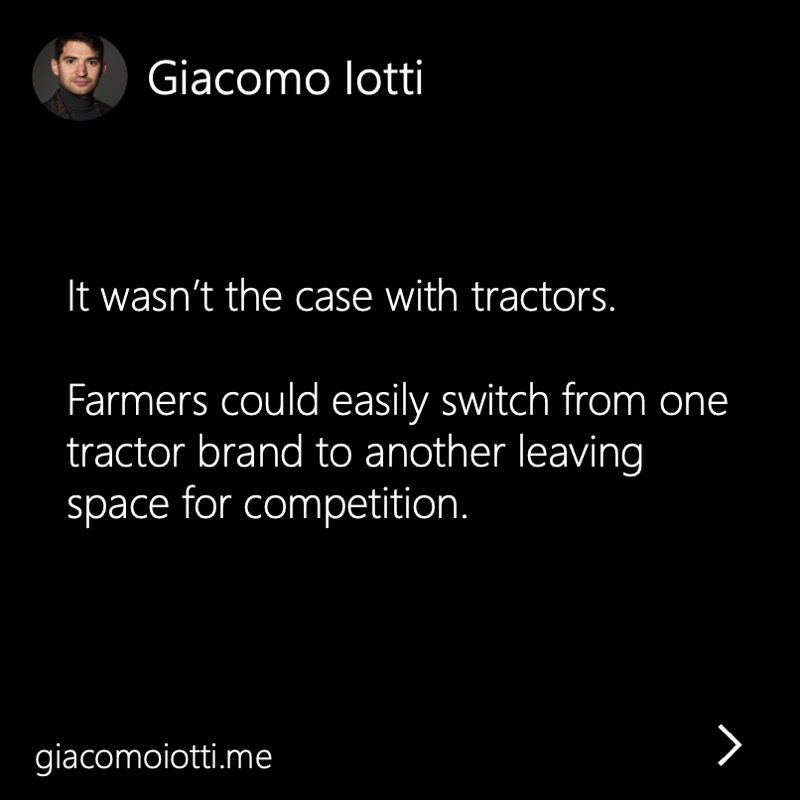 Giacomo Iotti
It wasn’t the case with tractors.
Farmers could easily switch from one
tractor brand to another leaving
space for competition.
giacomoiotti.me